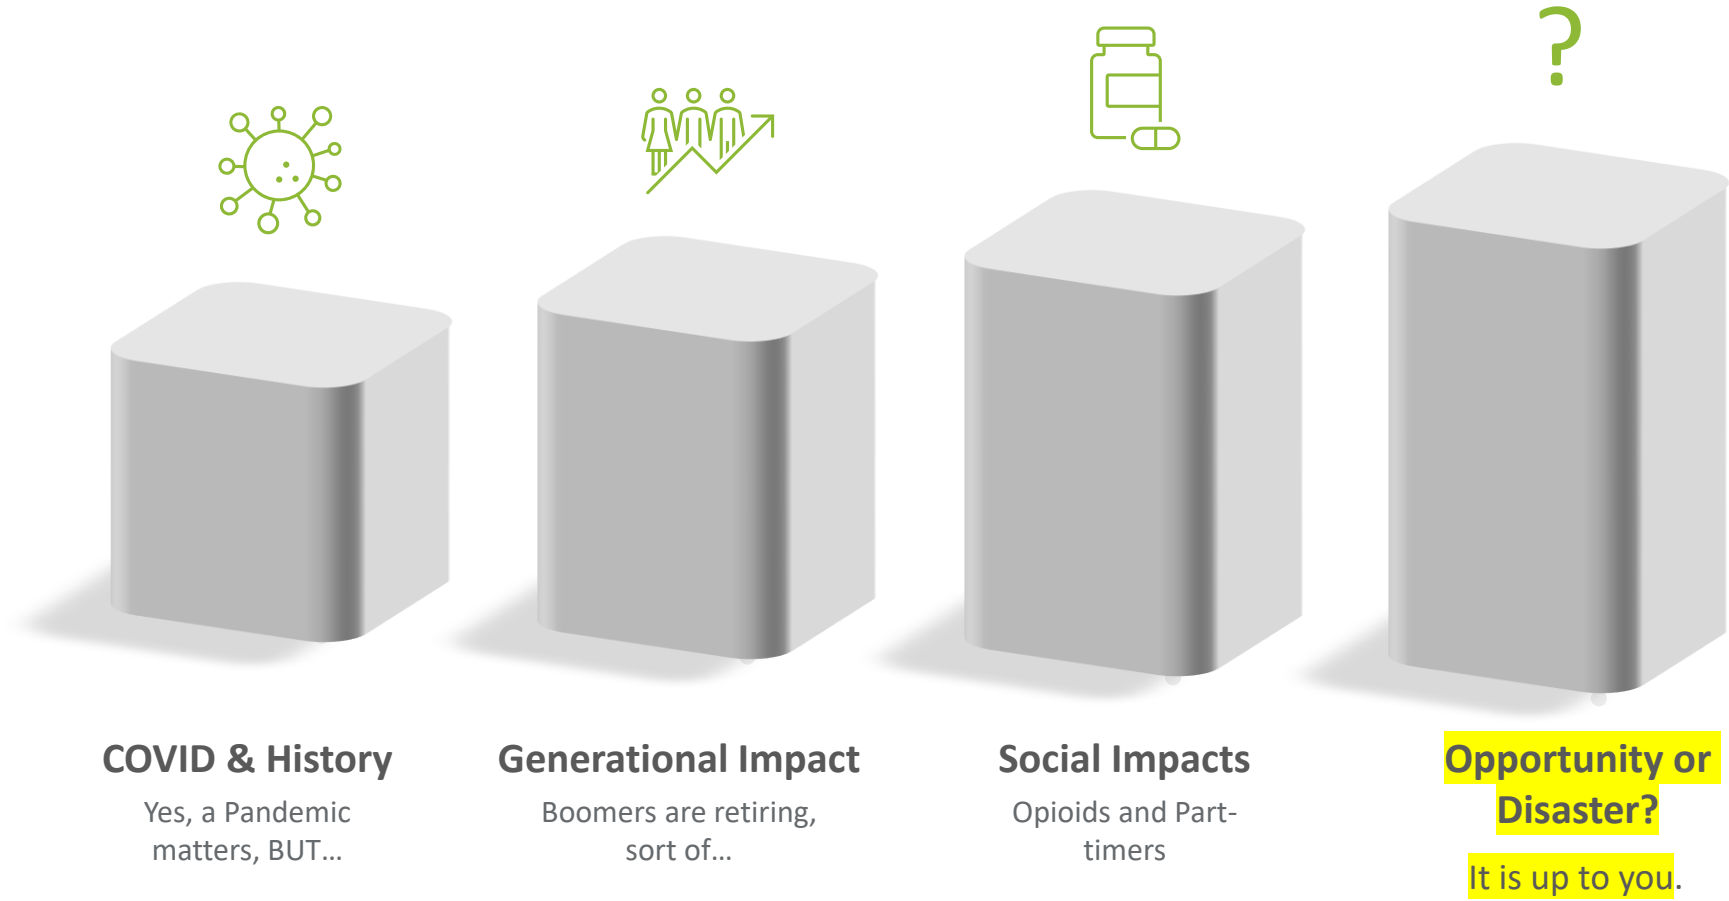 ?
COVID & History
Yes, a Pandemic
matters, BUT...
Generational Impact
Boomers are retiring,
sort of...
Social Impacts
Opioids and Part-
timers
Opportunity or
Disaster?
It is up to you.